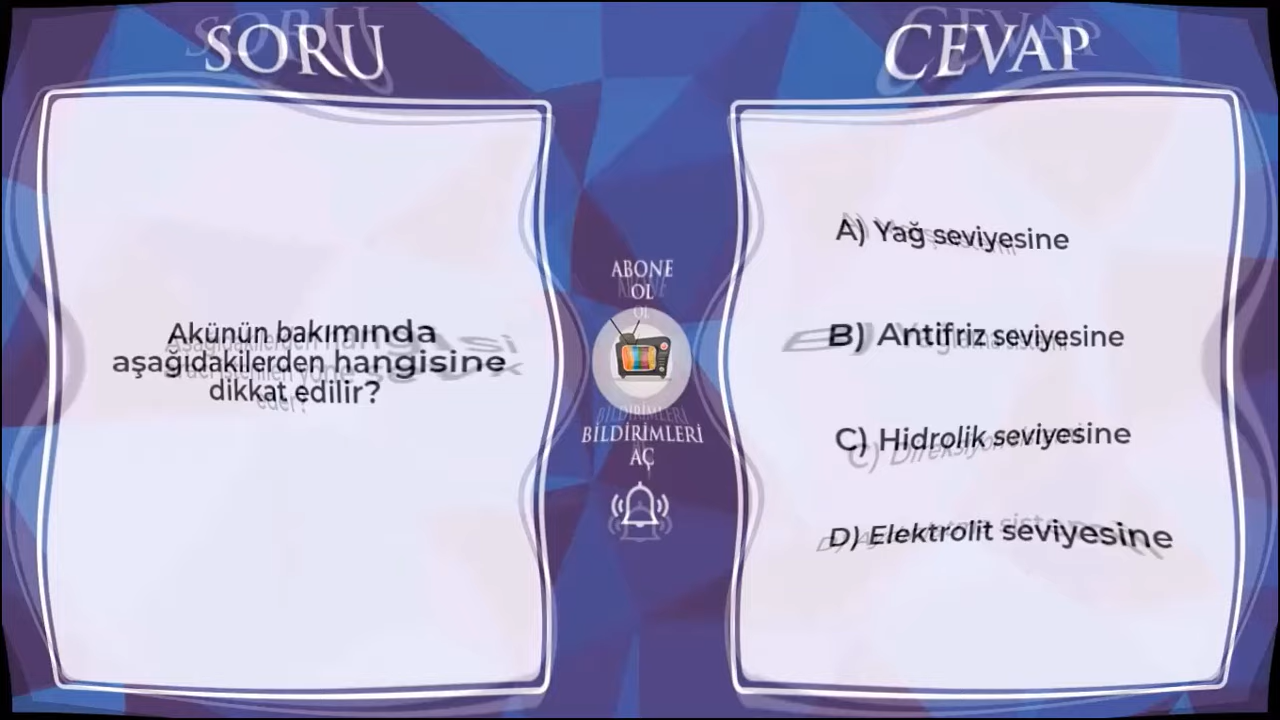 SORU
CEVAP
Akünün bakımında
aşağıdakilerden hangisine
dikkat edilir?
A) Yağ seviyesine
B) Antifriz seviyesine
C) Hidrolik seviyesine
D) Elektrolit seviyesine
ABONE
OL
BİLDİRİMLERİ
AÇ